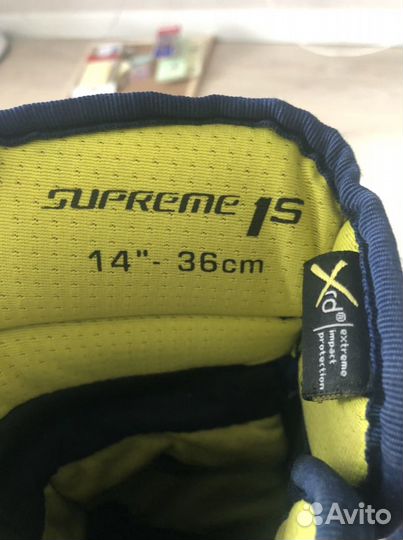 SUPREME 1S
14"- 36cm
Xrd® extreme
impact
protection
Avito